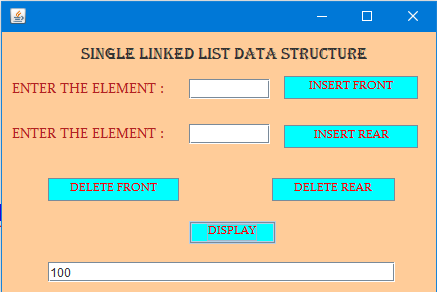 SINGLE LINKED LIST DATA STRUCTURE
ENTER THE ELEMENT : INSERT FRONT
ENTER THE ELEMENT : INSERT REAR
DELETE FRONT DELETE REAR
DISPLAY
100